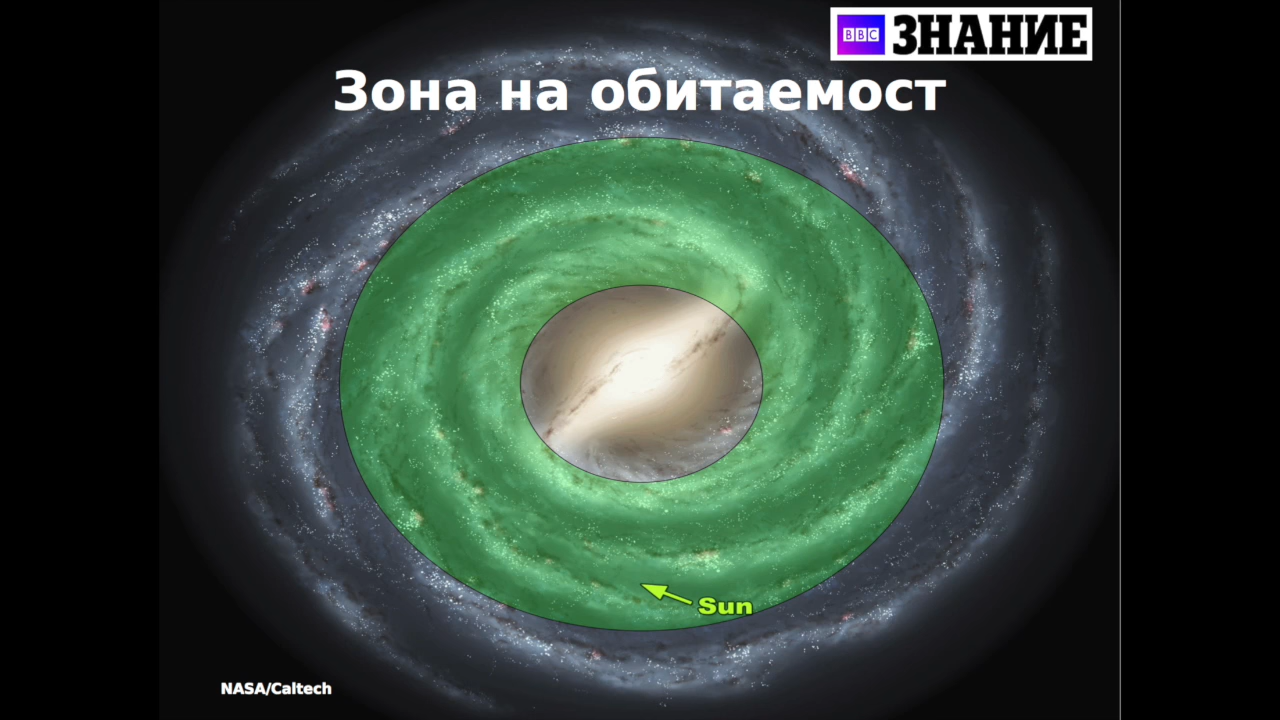 BBC ЗНАНИЕ
Зона на обитаемост
Sun
NASA/Caltech